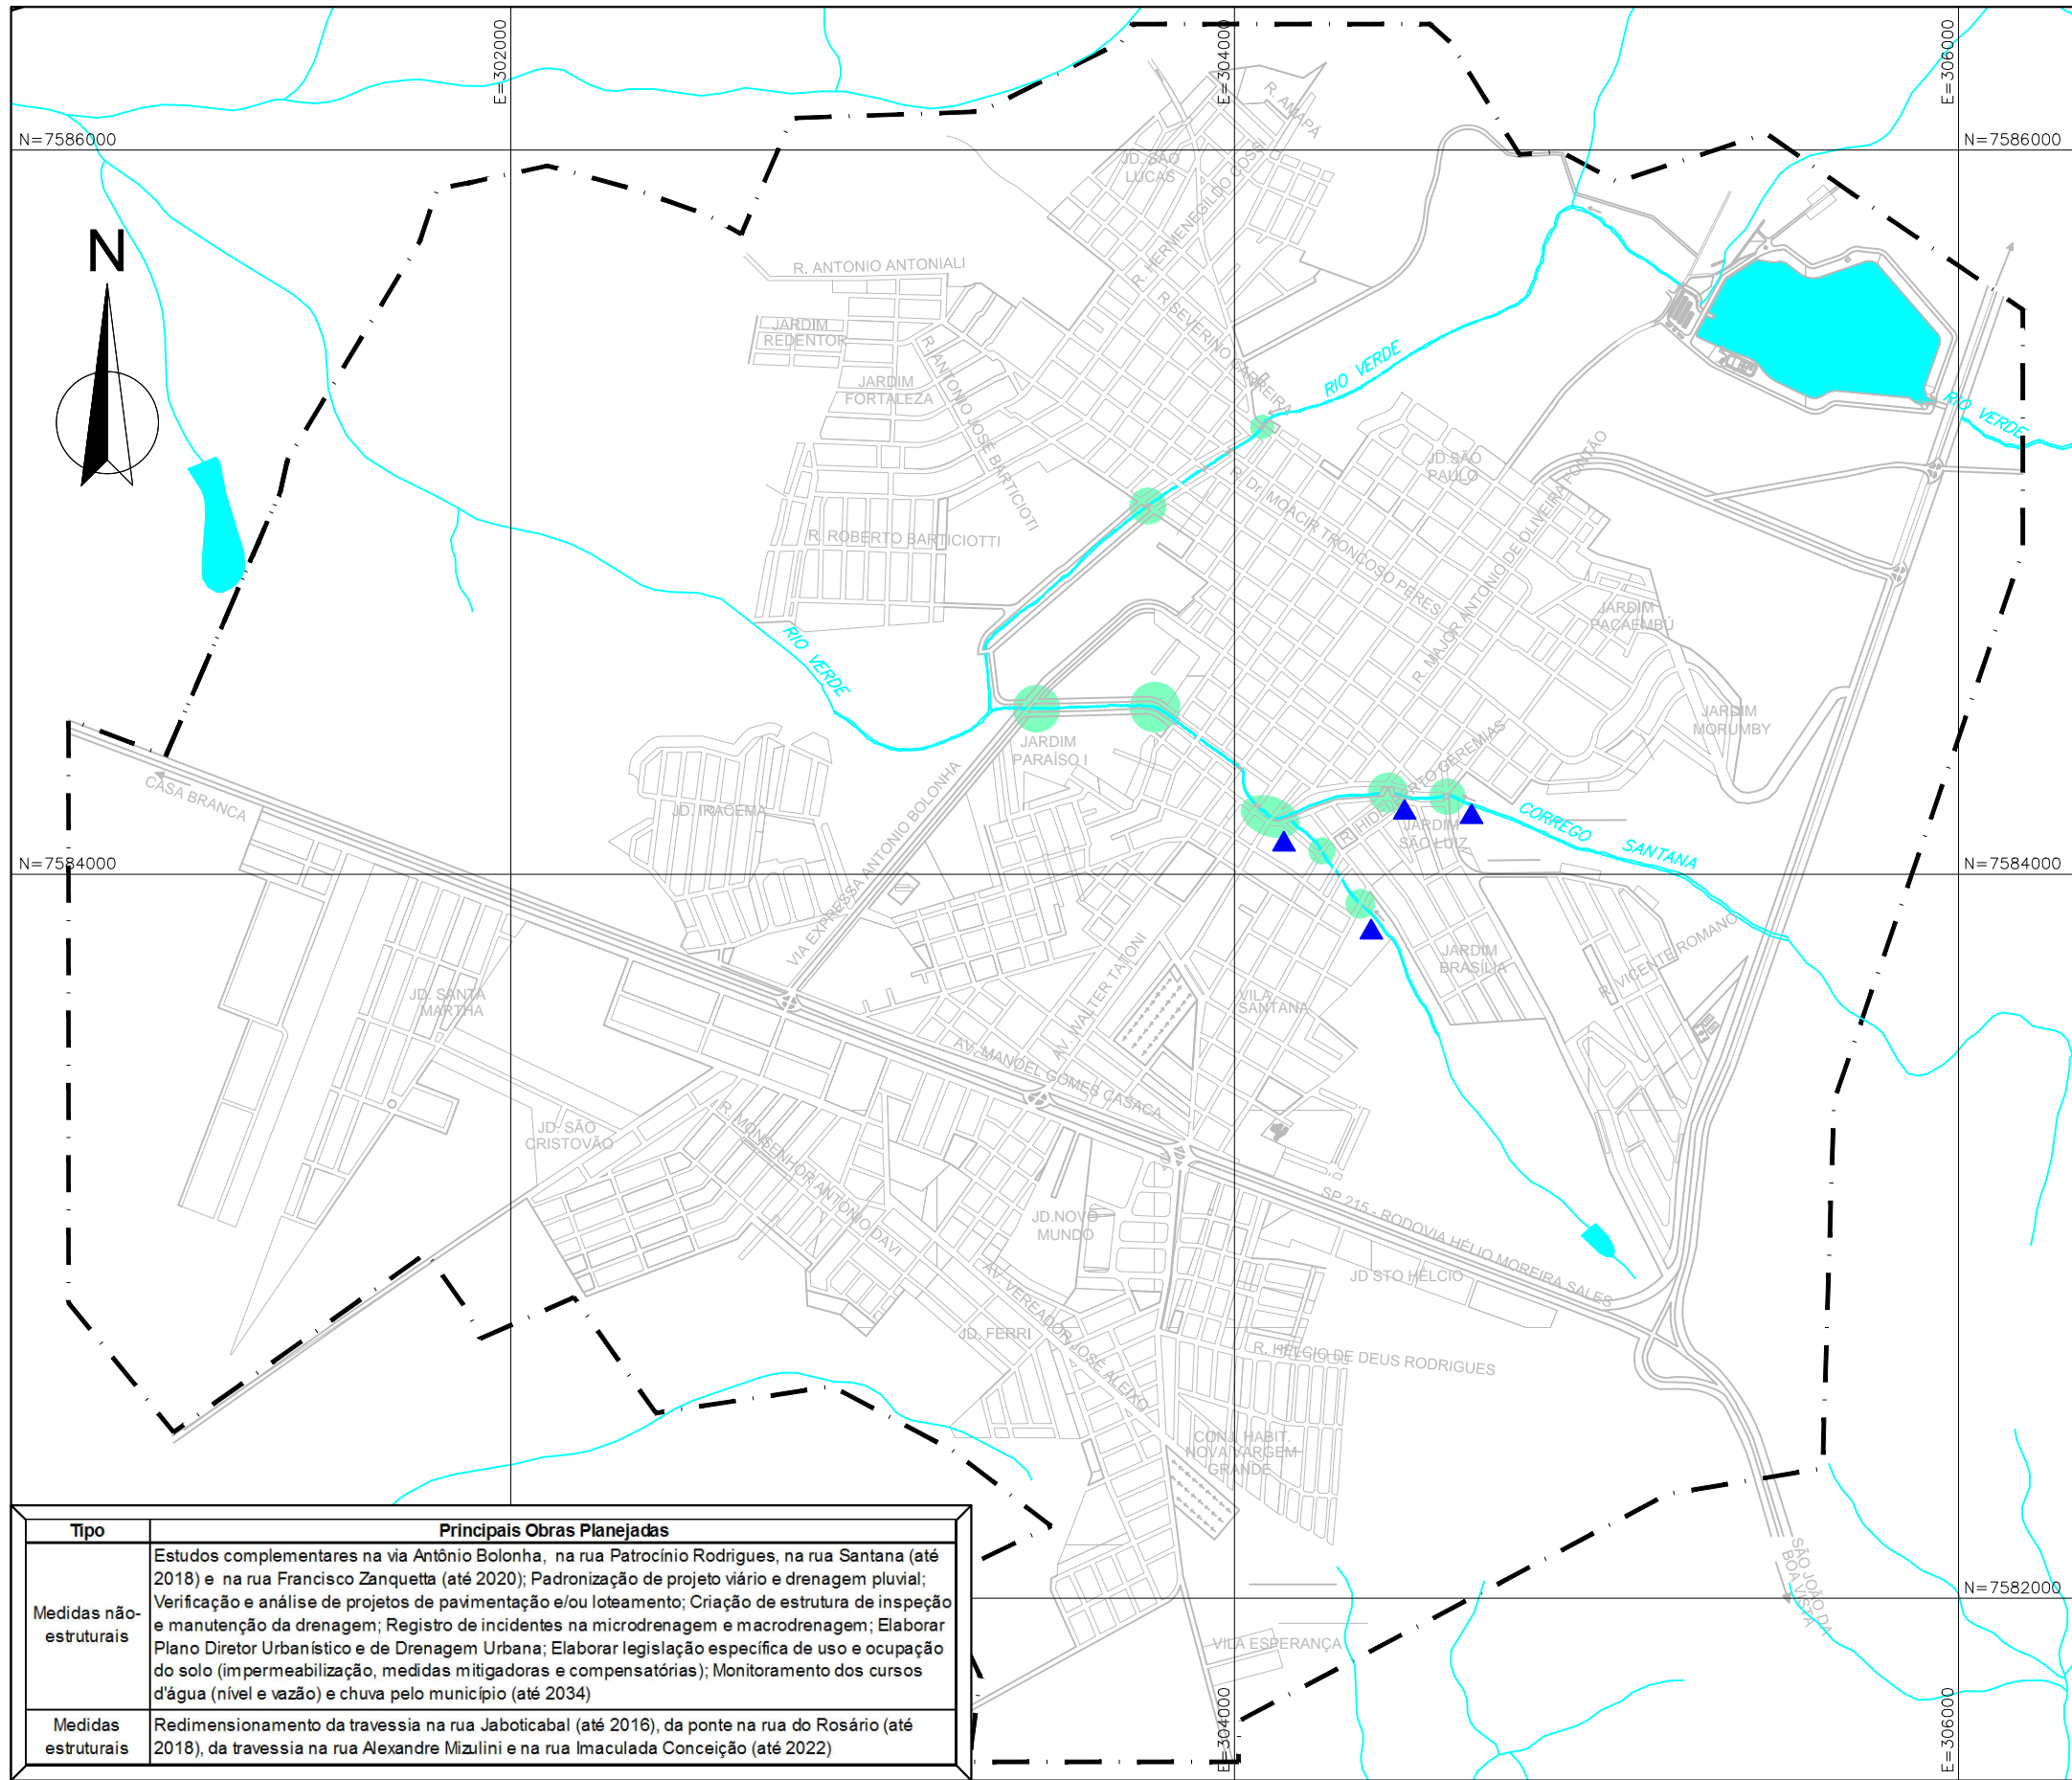 E=302000
E=304000
E=306000
N=7586000
N=7586000
N
R. AMAPÁ
JD. SÃO
LUCAS
R. HERMENEGILDO COSSI
R. ANTONIO ANTONIALI
R.SEVERINO CARREIRA
JARDIM
REDENTOR
R. ANTONIO JOSÉ BARTICIOTI
JARDIM
FORTALEZA
RIO VERDE
RIO VERDE
JD.SÃO
PAULO
R. Dr. MOACIR TRONCOSO PERES
R. MAJOR ANTONIO DE OLIVEIRA FONTÃO
R. ROBERTO BARTICIOTTI
JARDIM
PACAEMBÚ
RIO VERDE
JARDIM
MORUMBY
JARDIM
PARAÍSO I
CASA BRANCA
JD. IRACEMA
VIA EXPRESSA ANTONIO BOLONHA
R. HIDELBERTO GEREMIAS
JARDIM
SÃO LUIZ
CORREGO SANTANA
N=7584000
N=7584000
JARDIM
BRASÍLIA
R. VICENTE ROMANO
JD. SANTA
MARTHA
AV. WALTER TATONI
VILA
SANTANA
AV. MANOEL GOMES CASACA
JD. SÃO
CRISTOVÃO
R. MONSENHOR ANTONIO DAVI
JD.NOVO
MUNDO
SP 215 - RODOVIA HÉLIO MOREIRA SALES
JD STO HÉLCIO
AV. VEREADOR JOSÉ ALEIXO
JD. FERRI
R. HÉLCIO DE DEUS RODRIGUES
CONJ. HABIT.
NOVA VARGEM
GRANDE
SÃO JOÃO DA
BOA VISTA
N=7582000
VILA ESPERANÇA
E=304000
E=306000
Tipo Principais Obras Planejadas
Medidas não-
estruturais
Estudos complementares na via Antônio Bolonha, na rua Patrocínio Rodrigues, na rua Santana (até
2018) e na rua Francisco Zanquetta (até 2020); Padronização de projeto viário e drenagem pluvial;
Verificação e análise de projetos de pavimentação e/ou loteamento; Criação de estrutura de inspeção
e manutenção da drenagem; Registro de incidentes na microdrenagem e macrodrenagem; Elaborar
Plano Diretor Urbanístico e de Drenagem Urbana; Elaborar legislação específica de uso e ocupação
do solo (impermeabilização, medidas mitigadoras e compensatórias); Monitoramento dos cursos
d'água (nível e vazão) e chuva pelo município (até 2034)
Medidas
estruturais
Redimensionamento da travessia na rua Jaboticabal (até 2016), da ponte na rua do Rosário (até
2018), da travessia na rua Alexandre Mizulini e na rua Imaculada Conceição (até 2022)